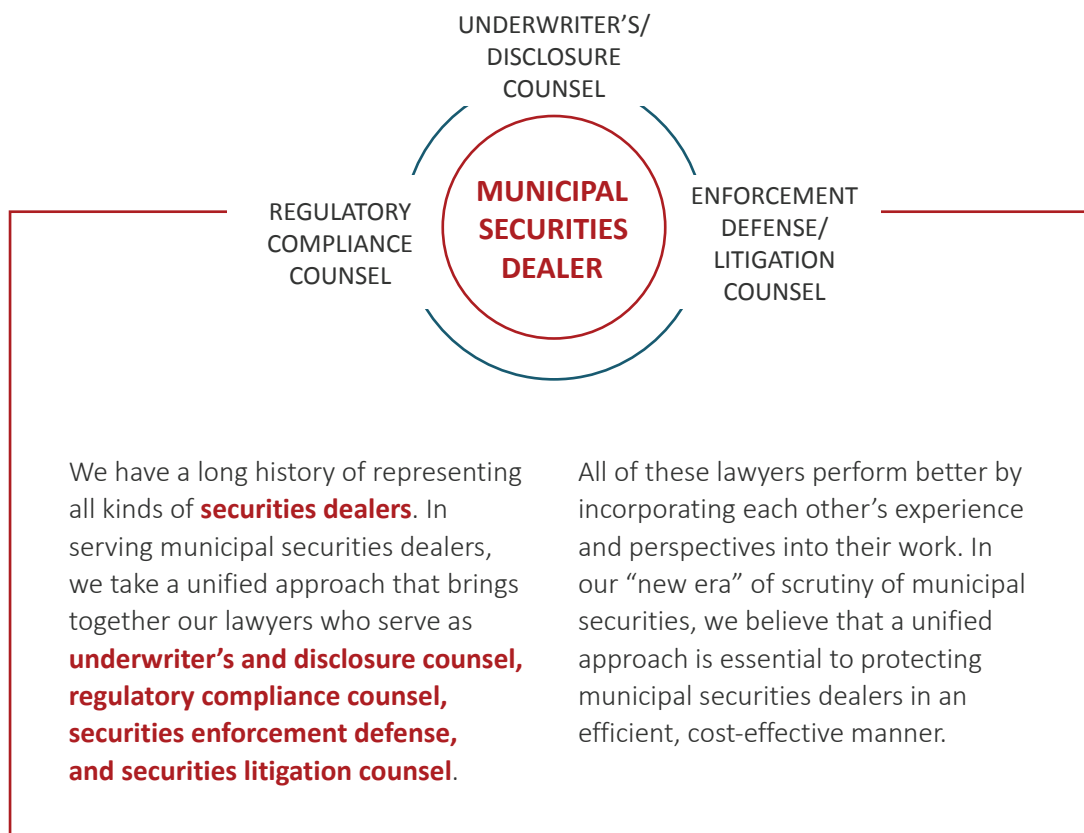 UNDERWRITER’S/
DISCLOSURE
COUNSEL
REGULATORY
COMPLIANCE
COUNSEL
MUNICIPAL
SECURITIES
DEALER
ENFORCEMENT
DEFENSE/
LITIGATION
COUNSEL
We have a long history of representing
all kinds of securities dealers. In
serving municipal securities dealers,
we take a unified approach that brings
together our lawyers who serve as
underwriter’s and disclosure counsel,
regulatory compliance counsel,
securities enforcement defense,
and securities litigation counsel.
All of these lawyers perform better by
incorporating each other’s experience
and perspectives into their work. In
our “new era” of scrutiny of municipal
securities, we believe that a unified
approach is essential to protecting
municipal securities dealers in an
efficient, cost-effective manner.